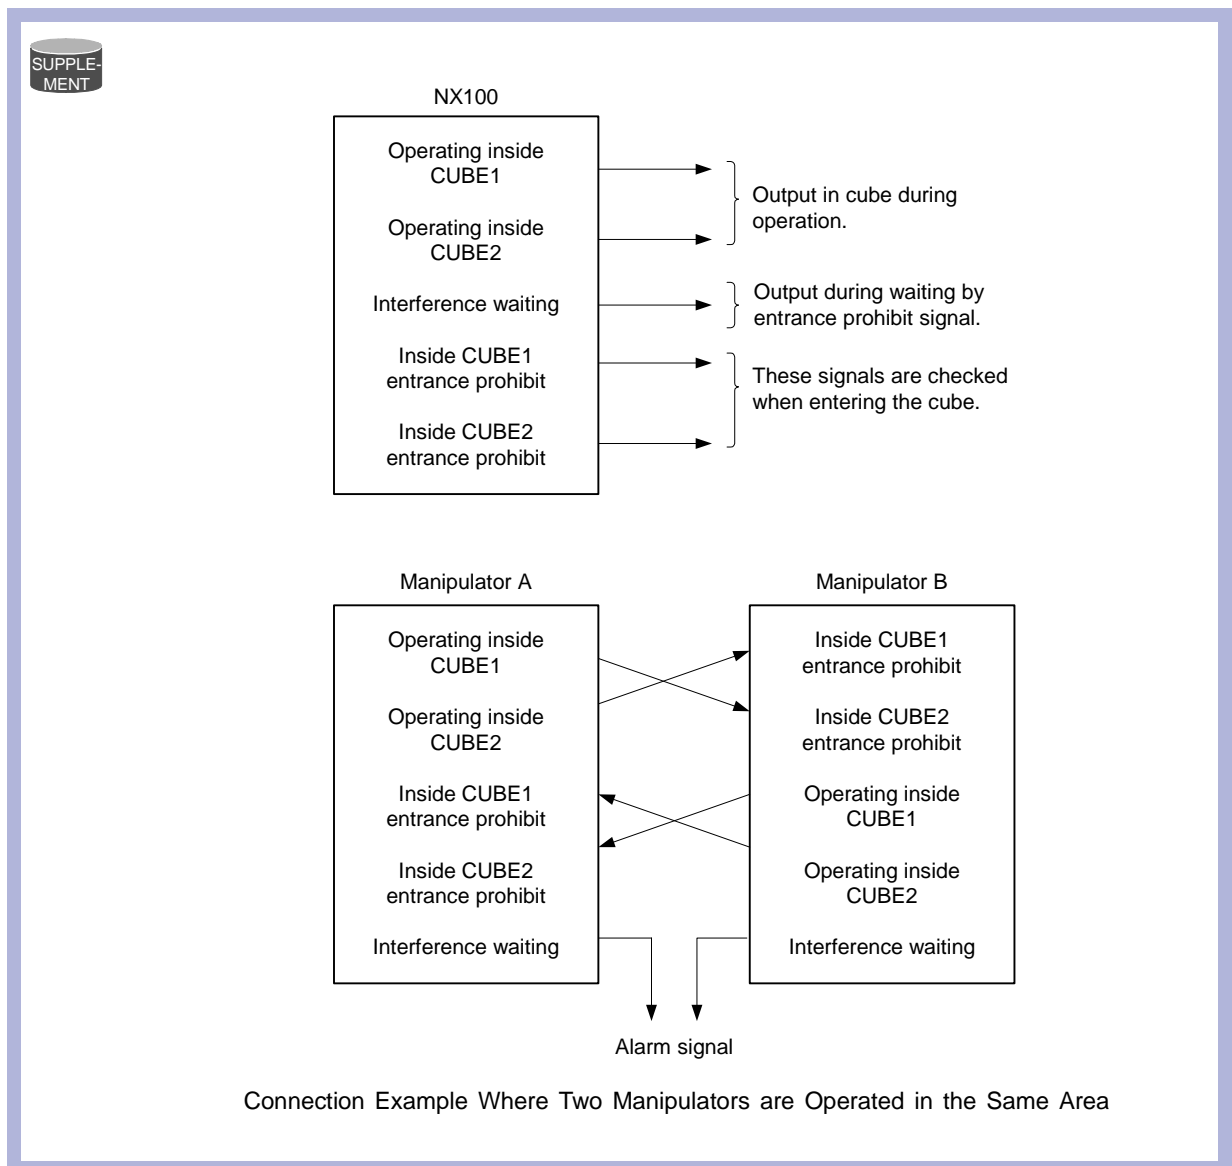 SUPPLE-
MENT
NX100
Operating inside
CUBE1
Operating inside
CUBE2
Interference waiting
Inside CUBE1
entrance prohibit
Inside CUBE2
entrance prohibit
Output in cube during
operation.
Output during waiting by
entrance prohibit signal.
These signals are checked
when entering the cube.
Manipulator A
Operating inside
CUBE1
Operating inside
CUBE2
Inside CUBE1
entrance prohibit
Inside CUBE2
entrance prohibit
Interference waiting
Manipulator B
Inside CUBE1
entrance prohibit
Inside CUBE2
entrance prohibit
Operating inside
CUBE1
Operating inside
CUBE2
Interference waiting
Alarm signal
Connection Example Where Two Manipulators are Operated in the Same Area